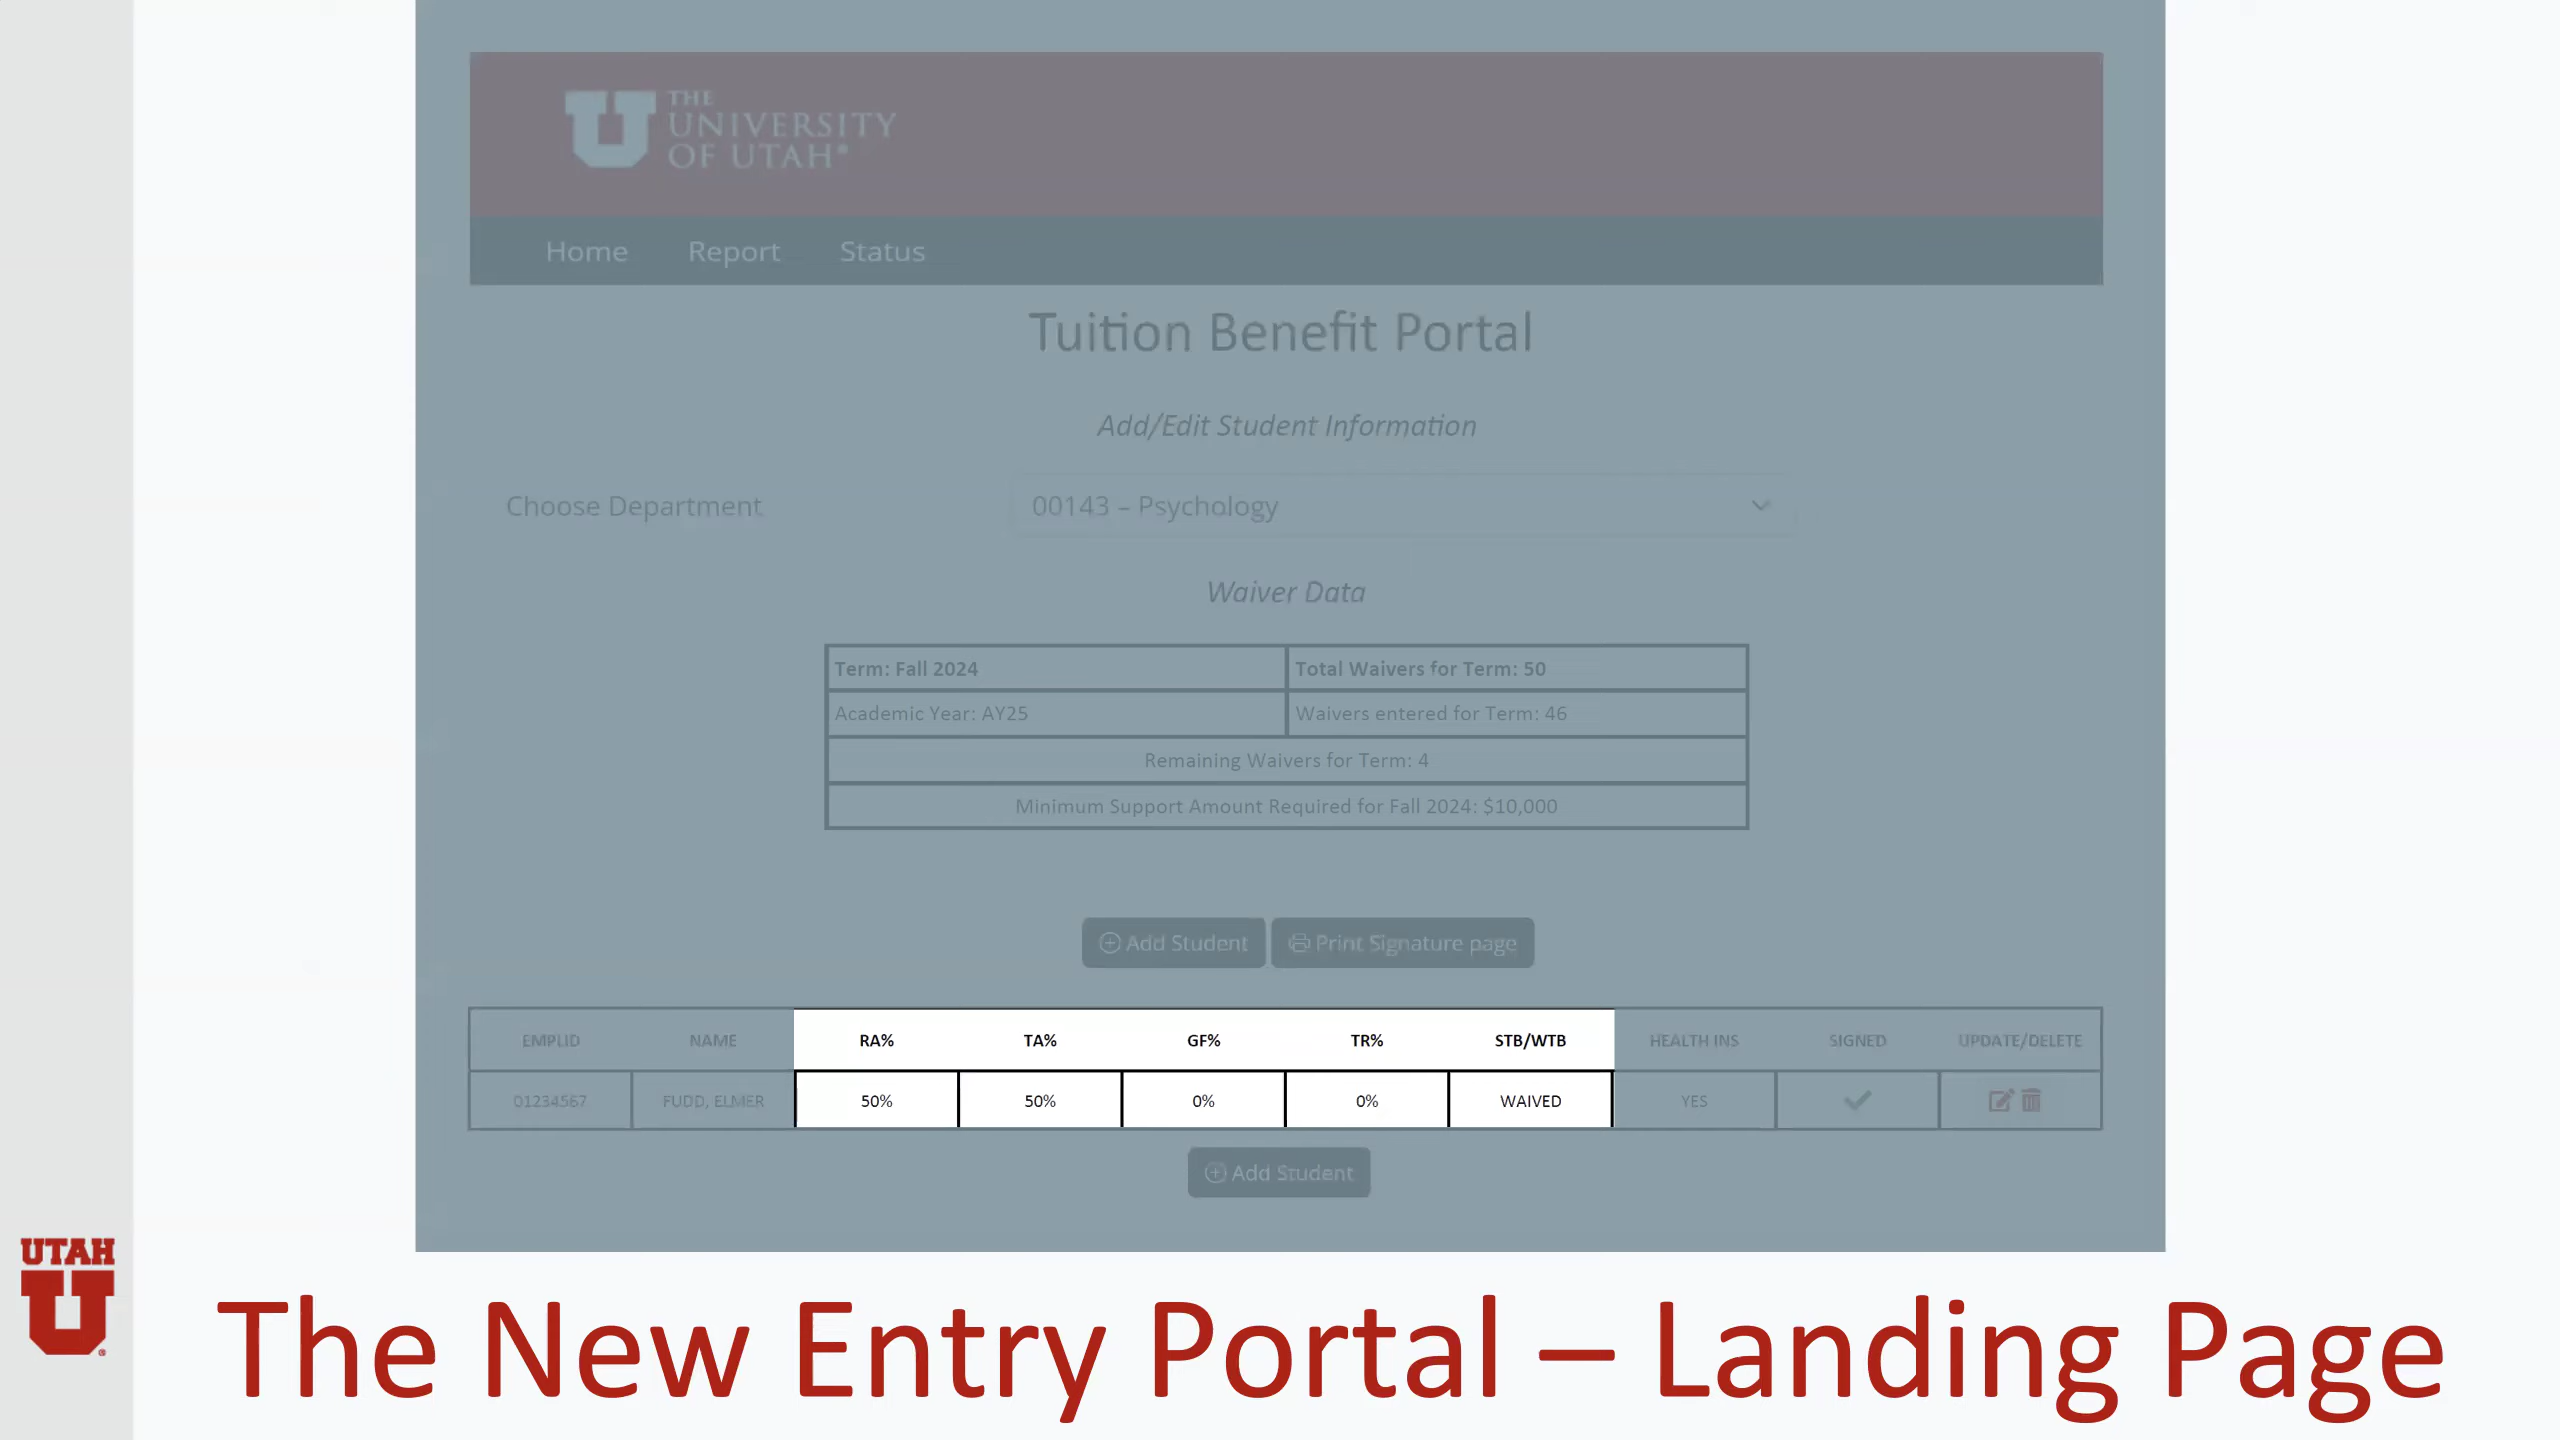 THE
UNIVERSITY
OF UTAH®
Home Report Status
Tuition Benefit Portal
Add/Edit Student Information
Choose Department 00143 – Psychology
Waiver Data
Term: Fall 2024 Total Waivers for Term: 50
Academic Year: AY25 Waivers entered for Term: 46
Remaining Waivers for Term: 4
Minimum Support Amount Required for Fall 2024: $10,000
Add Student Print Signature page
EMPLID NAME RA% TA% GF% TR% STB/WTB HEALTH INS SIGNED UPDATE/DELETE
01234567 FUDD, ELMER 50% 50% 0% 0% WAIVED YES
Add Student
UTAH
U®
The New Entry Portal – Landing Page